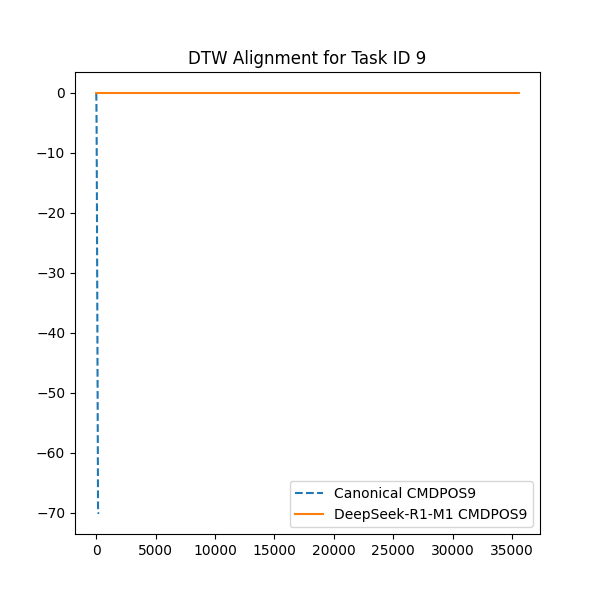 DTW Alignment for Task ID 9
0
−10
−20
−30
−40
−50
−60
−70
Canonical CMDPOS9
DeepSeek-R1-M1 CMDPOS9
0 5000 10000 15000 20000 25000 30000 35000